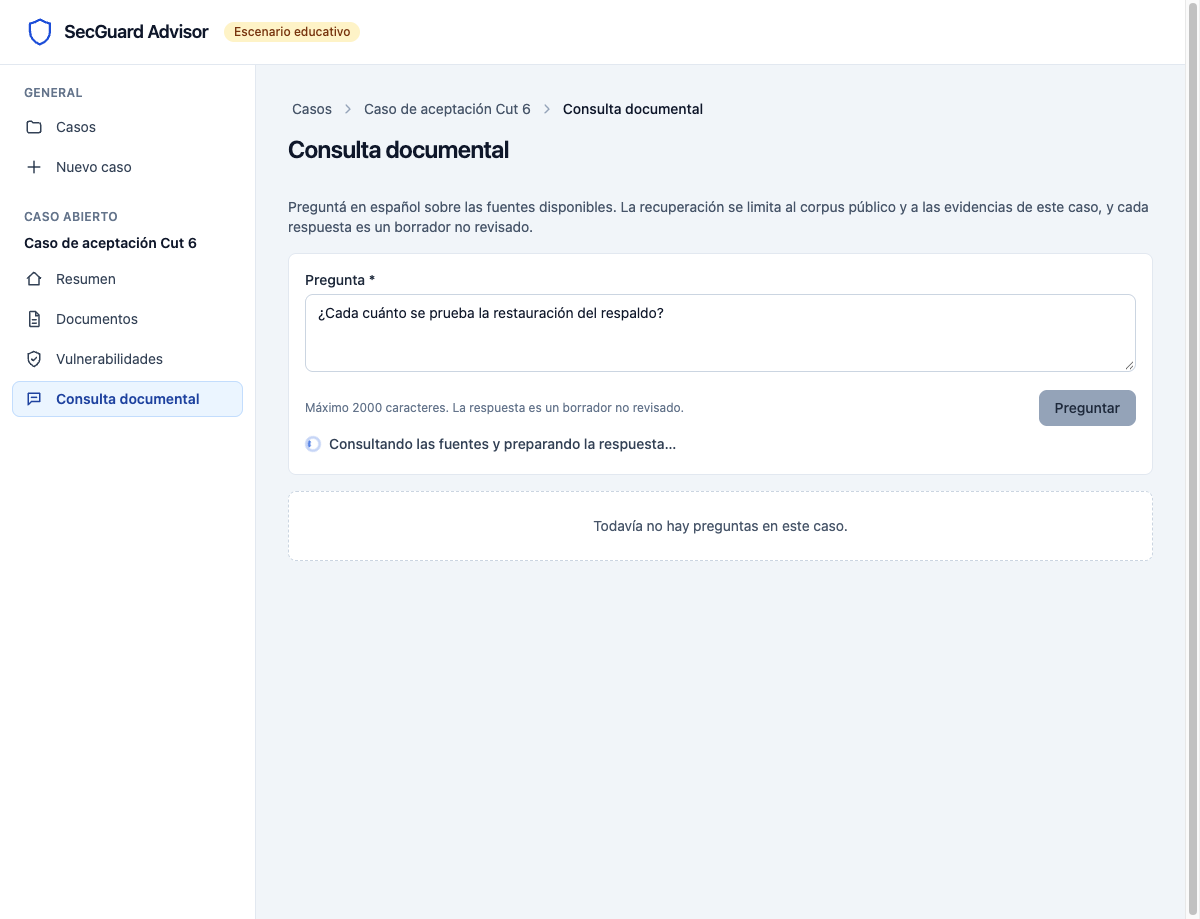 SecGuard Advisor
Escenario educativo
GENERAL
Casos
Nuevo caso
CASO ABIERTO
Caso de aceptación Cut 6
Resumen
Documentos
Vulnerabilidades
Consulta documental
Casos > Caso de aceptación Cut 6 > Consulta documental
Consulta documental
Preguntá en español sobre las fuentes disponibles. La recuperación se limita al corpus público y a las evidencias de este caso, y cada
respuesta es un borrador no revisado.
Pregunta *
¿Cada cuánto se prueba la restauración del respaldo?
Máximo 2000 caracteres. La respuesta es un borrador no revisado.
Preguntar
Consultando las fuentes y preparando la respuesta...
Todavía no hay preguntas en este caso.